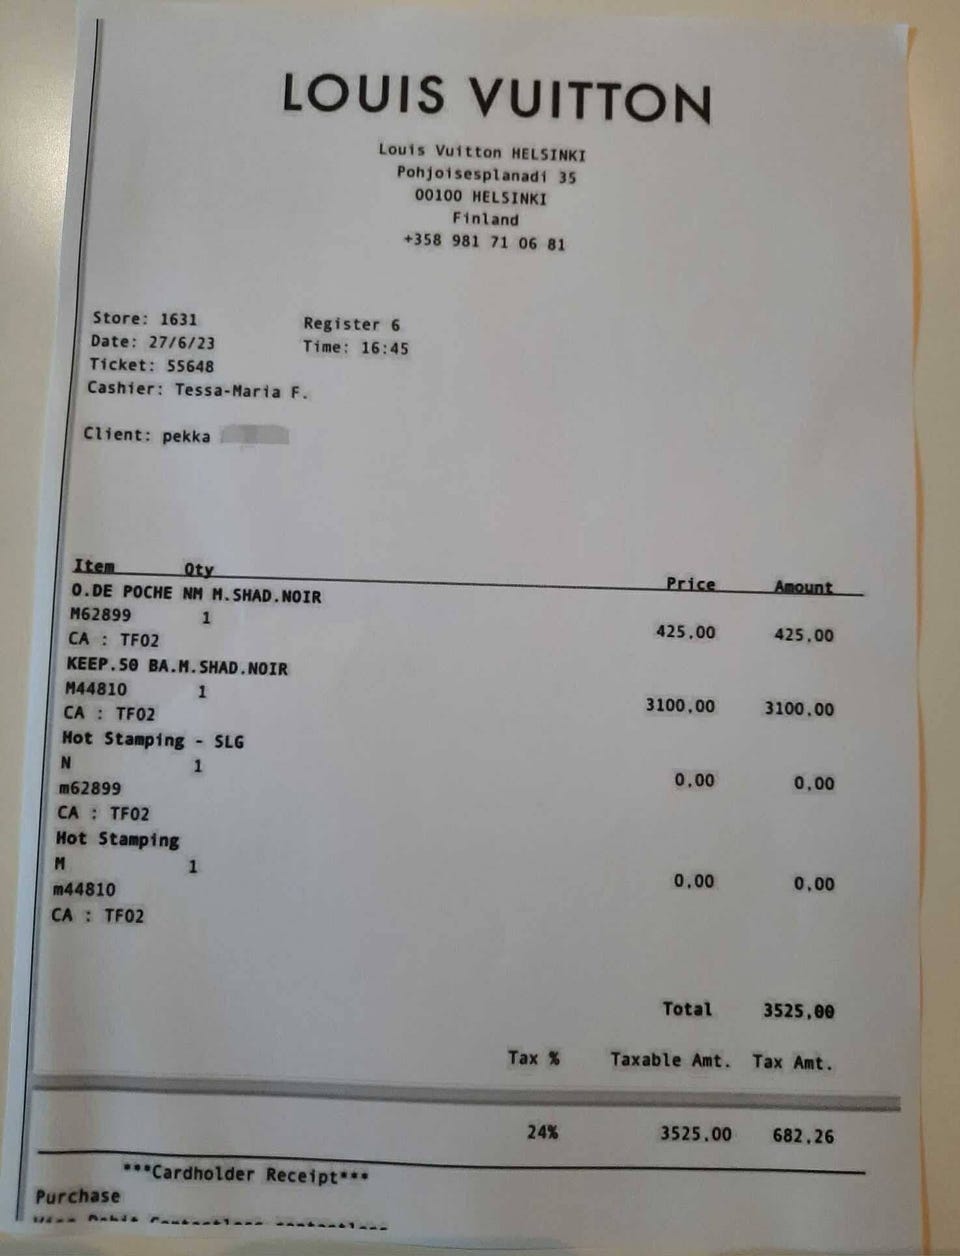 LOUIS VUITTON
Louis Vuitton HELSINKI
Pohjoisesplanadi 35
00100 HELSINKI
Finland
+358 981 71 06 81
Store: 1631 Register 6
Date: 27/6/23 Time: 16:45
Ticket: 55648
Cashier: Tessa-Maria F.
Client: pekka
Item Qty Price Amount
O.DE POCHE NM M.SHAD.NOIR
M62899 1 425.00 425.00
CA : TF02
KEEP.50 BA.M.SHAD.NOIR
M44810 1 3100.00 3100.00
CA : TF02
Hot Stamping - SLG
N 1 0.00 0.00
m62899
CA : TF02
Hot Stamping
M 1 0.00 0.00
m44810
CA : TF02
Total 3525.00
Tax % Taxable Amt. Tax Amt.
24% 3525.00 682.26
***Cardholder Receipt***
Purchase